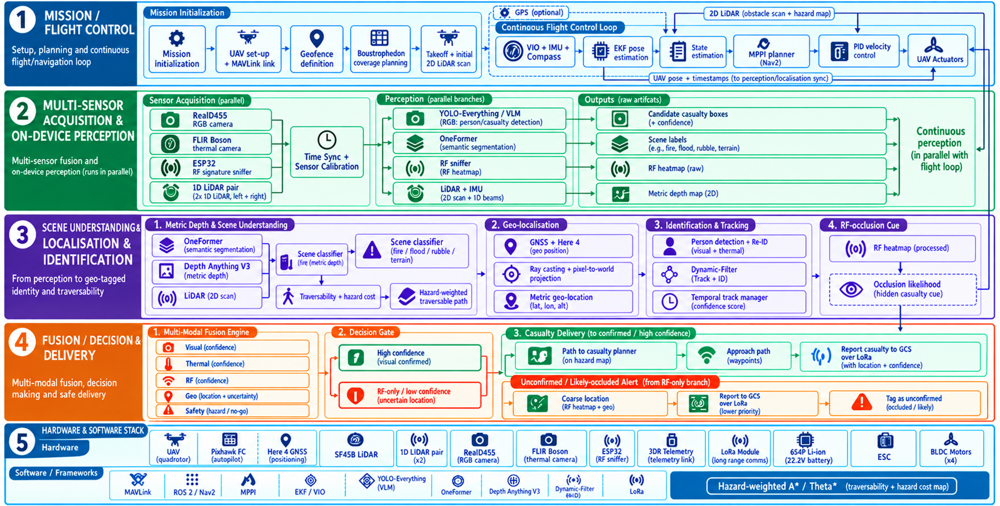 1
MISSION /
FLIGHT CONTROL
Setup, planning and continuous
flight/navigation loop
Mission Initialization
Mission
initialization
UAV set-up
+ MAVLink link
Geofence
definition
Boustrophedon
coverage planning
Takeoff + initial
2D LiDAR scan
GPS (optional)
2D LiDAR (obstacle scan + hazard map)
Continuous Flight Control Loop
VIO + IMU +
Compass
EKF pose
estimation
State
estimation
MPPI planner
(Nav2)
PID velocity
control
UAV Actuators
UAV pose + timestamps (to perception/localisation sync)
2
MULTI-SENSOR
ACQUISITION &
ON-DEVICE PERCEPTION
Multi-sensor fusion and
on-device perception (runs in parallel)
Sensor Acquisition (parallel)
RealD455
RGB camera
FLIR Boson
thermal camera
ESP32
RF signature sniffer
1D LiDAR pair
(2x 1D LiDAR, left + right)
Time Sync +
Sensor Calibration
Perception (parallel branches)
YOLO-Everything / VLM
(RGB: person/casualty detection)
OneFormer
(semantic segmentation)
RF sniffer
(RF heatmap)
LiDAR + IMU
(2D scan + 1D beams)
Outputs (raw artifcats)
Candidate casualty boxes
(+ confidence)
Scene labels
(e.g., fire, flood, rubble, terrain)
RF heatmap (raw)
Metric depth map (2D)
Continuous
perception
(in parallel with
flight loop)
3
SCENE UNDERSTANDING&
LOCALISATION &
IDENTIFICATION
From perception to geo-tagged
identity and traversability
1. Metric Depth & Scene Understanding
OneFormer
(semantic segmentation)
Depth Anything V3
(metric depth)
LiDAR (2D scan)
Scene classifier
(fire (metric depth)
Scene classifier
(fire / flood / rubble /
terrain)
Traversability + hazard cost
Hazard-weighted
traversable path
2. Geo-localisation
GNSS + Here 4
(geo position)
Ray casting + pixel-to-world
projection
Metric geo-location
(lat, lon, alt)
3. Identification & Tracking
Person detection + Re-ID
(visual + thermal)
Dynamic-Filter
(Track + ID)
Temporal track manager
(confidence score)
4. RF-occlusion Cue
RF heatmap (processed)
Occlusion likelihood
(hidden casualty cue)
4
FUSION / DECISION &
DELIVERY
Multi-modal fusion, decision
making and safe delivery
1. Multi-Modal Fusion Engine
Visual (confidence)
Thermal (confidence)
RF (confidence)
Geo (location + uncertainty)
Safety (hazard / no-go)
2. Decision Gate
High confidence
(visual confirmed)
RF-only / low confidence
(uncertain location)
3. Casualty Delivery (to confirmed / high confidence)
Path to casualty planner
(on hazard map)
Approach path
(waypoints)
Report casualty to GCS
over LoRa
(with location + confidence)
Unconfirmed / Likely-occluded Alert (from RF-only branch)
Coarse location
(RF heatmap + geo)
Report to GCS
over LoRa
(lower priority)
Tag as unconfirmed
(occluded / likely)
5
HARDWARE & SOFTWARE STACK
Hardware
UAV
(quadrotor)
Pixhawk FC
(autopilot)
Here 4 GNSS
(positioning)
SF45B LiDAR
1D LiDAR pair
(x2)
RealD455
(RGB camera)
FLIR Boson
(thermal camera)
ESP32
(RF sniffer)
3DR Telemetry
(telemetry link)
LoRa Module
(long range comms)
6S4P Li-ion
(22.2V battery)
ESC
BLDC Motors
(x4)
Software / Frameworks
MAVLink
ROS 2 / Nav2
MPPI
EKF / VIO
YOLO-Everything
(VLM)
OneFormer
Depth Anything V3
Dynamic-Filter
LoRa
Hazard-weighted A* / Theta* (traversability + hazard cost map)